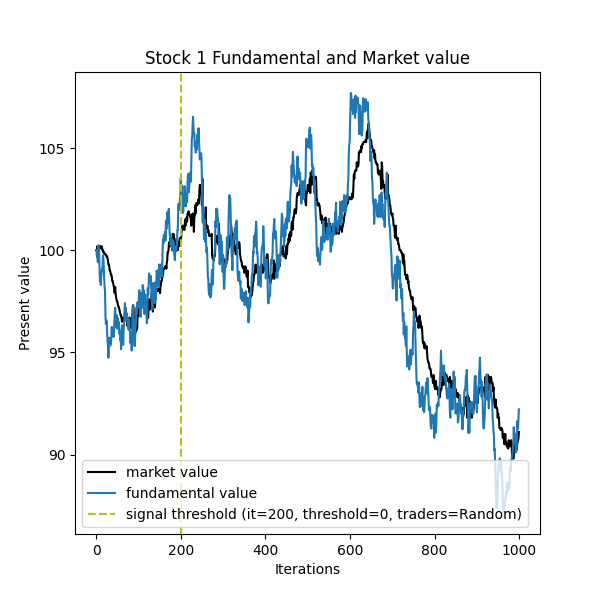 Stock 1 Fundamental and Market value
Present value
105
100
95
90
market value
fundamental value
signal threshold (it=200, threshold=0, traders=Random)
0 200 400 600 800 1000
Iterations